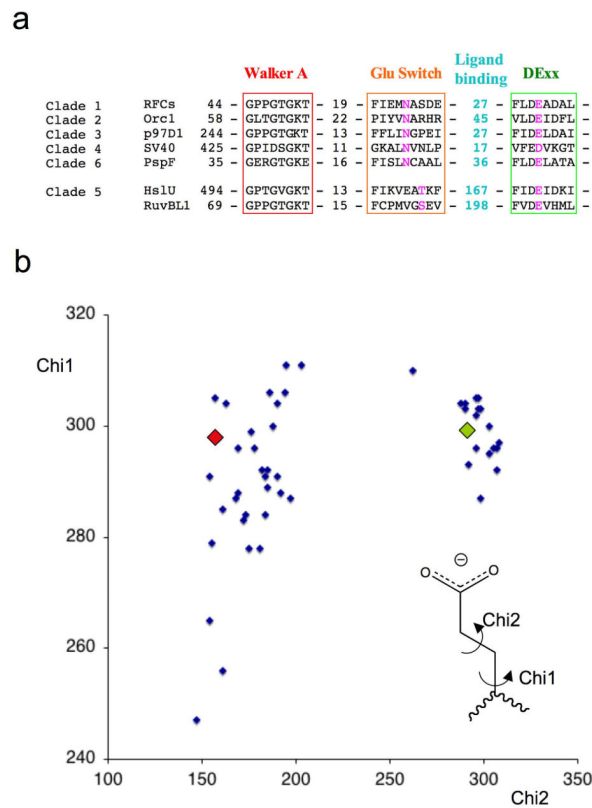 a
Walker A Glu Switch Ligand binding DExx
Clade 1 RFCs 44 - GPPGTGKT - 19 - FIEMNASDE - 27 - FLDEADAL -
Clade 2 Orc1 58 - GLTGTGKT - 22 - PIYVNARHR - 45 - VLDEIDFL -
Clade 3 p97D1 244 - GPPGTGKT - 13 - FFLINGPEI - 27 - FIDELDAI -
Clade 4 SV40 425 - GPIDSGKT - 11 - GKALNVNLP - 17 - VFEDVKGT -
Clade 6 PspF 35 - GERGTGKE - 16 - FISLNCAAL - 36 - FLDELATA -
Clade 5 HslU 494 - GPTGVGKT - 13 - FIKVEATKF - 167 - FIDEIDKI -
RuvBL1 69 - GPPGTGKT - 15 - FCPMVGSEV - 198 - FVDEVHML -
b
320
Chi1
300
280
260
240
100 150 200 250 300 350
Chi2
O O
⊖
Chi2
Chi1